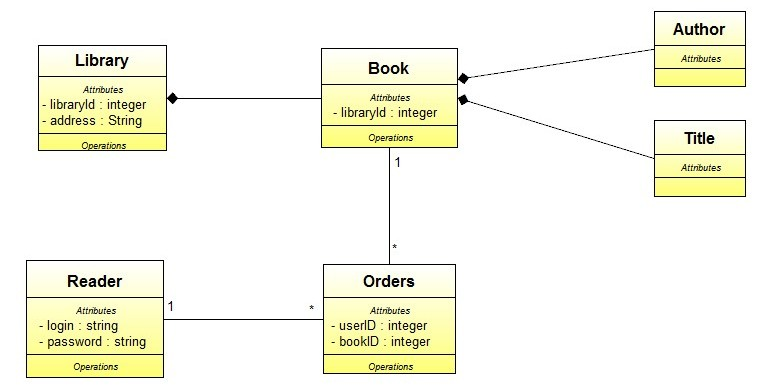 Library
Attributes
- libraryId : integer
- address : String
Operations
Book
Attributes
- libraryId : integer
Operations
Author
Attributes
Title
Attributes
1
*
Reader
Attributes
- login : string
- password : string
Operations
1
*
Orders
Attributes
- userID : integer
- bookID : integer
Operations